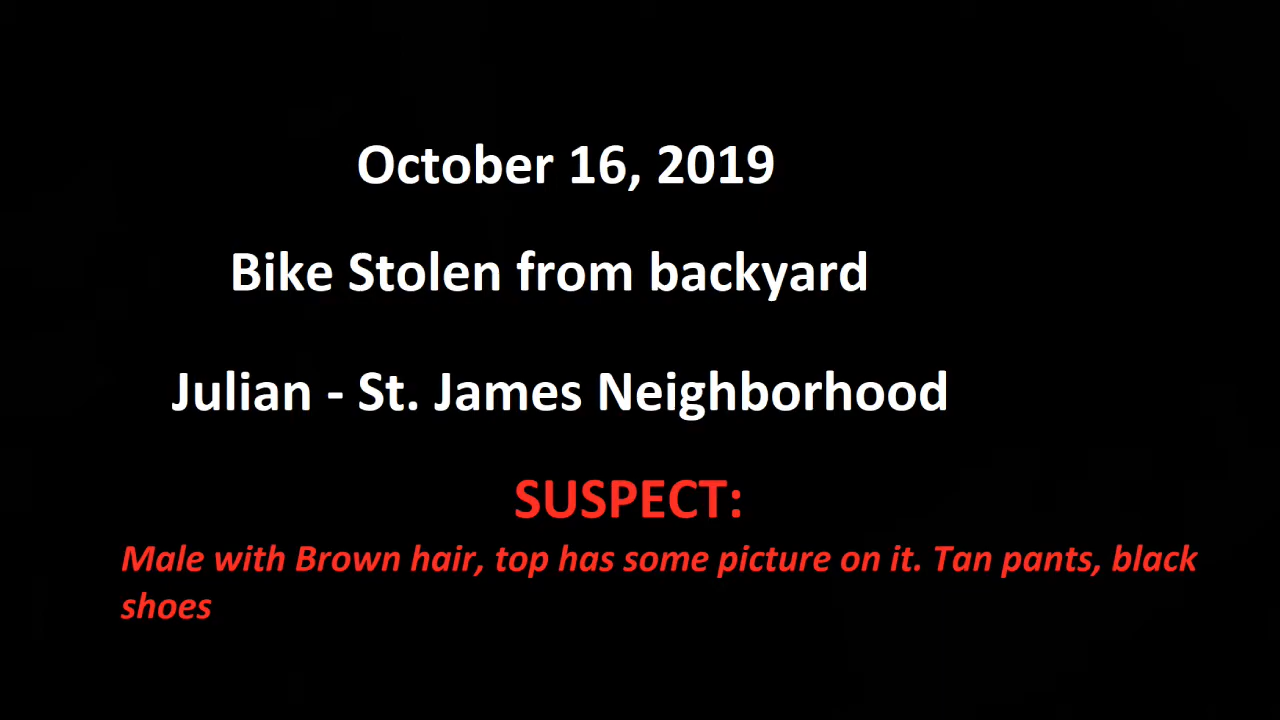 October 16, 2019
Bike Stolen from backyard
Julian - St. James Neighborhood
SUSPECT:
Male with Brown hair, top has some picture on it. Tan pants, black
shoes